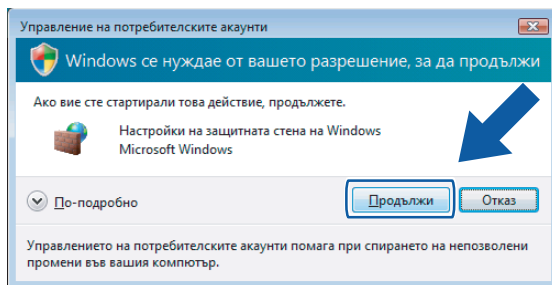 Управление на потребителските акаунти
Windows се нуждае от вашето разрешение, за да продължи
Ако вие сте стартирали това действие, продължете.
Настройки на защитната стена на Windows
Microsoft Windows
По-подробно
Продължи
Отказ
Управлението на потребителските акаунти помага при спирането на непозволени
промени във вашия компютър.